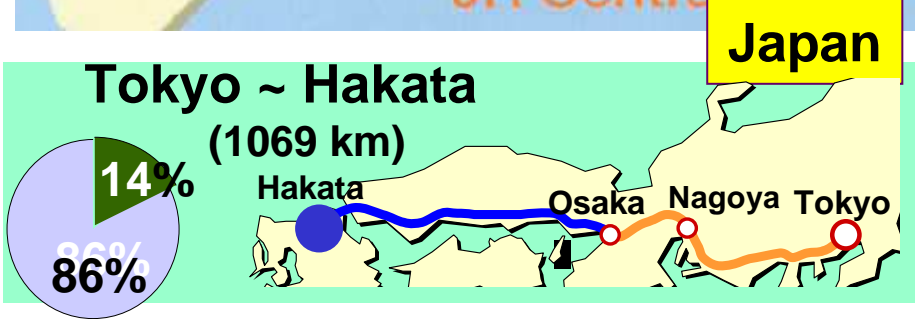 Japan
Tokyo ~ Hakata
(1069 km)
14%
86%
Hakata
Osaka
Nagoya
Tokyo